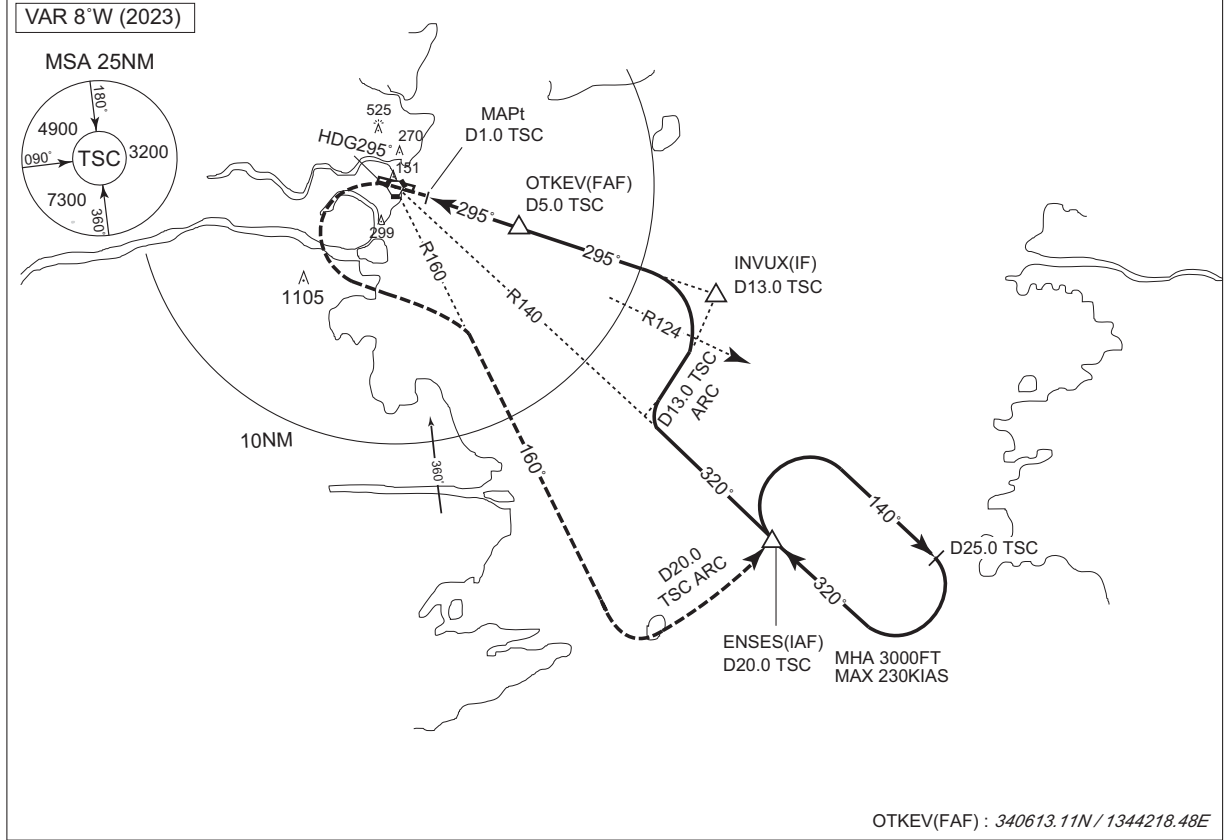 VAR 8°W (2023)
MSA 25NM
180°
4900
TSC
3200
090°
7300
360°
525
270
HDG295°
151
299
1105
MAPt
D1.0 TSC
OTKEV(FAF)
D5.0 TSC
295°
295°
INVUX(IF)
D13.0 TSC
R160
R140
R124
D13.0 TSC
ARC
10NM
360°
160°
320°
140°
D25.0 TSC
320°
D20.0
TSC ARC
ENSES(IAF)
D20.0 TSC
MHA 3000FT
MAX 230KIAS
OTKEV(FAF) : 340613.11N / 1344218.48E